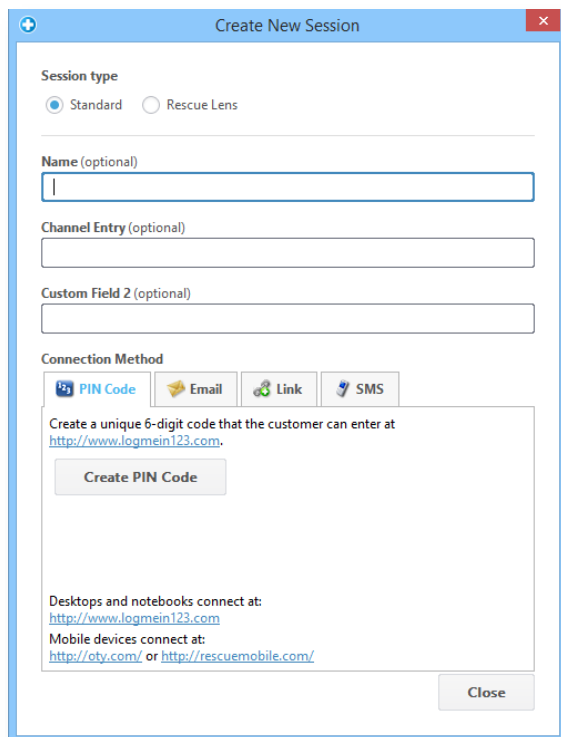 Create New Session
Session type
Standard Rescue Lens
Name (optional)
Channel Entry (optional)
Custom Field 2 (optional)
Connection Method
123 PIN Code Email Link SMS
Create a unique 6-digit code that the customer can enter at
http://www.logmein123.com.
Create PIN Code
Desktops and notebooks connect at:
http://www.logmein123.com
Mobile devices connect at:
http://oty.com/ or http://rescuemobile.com/
Close